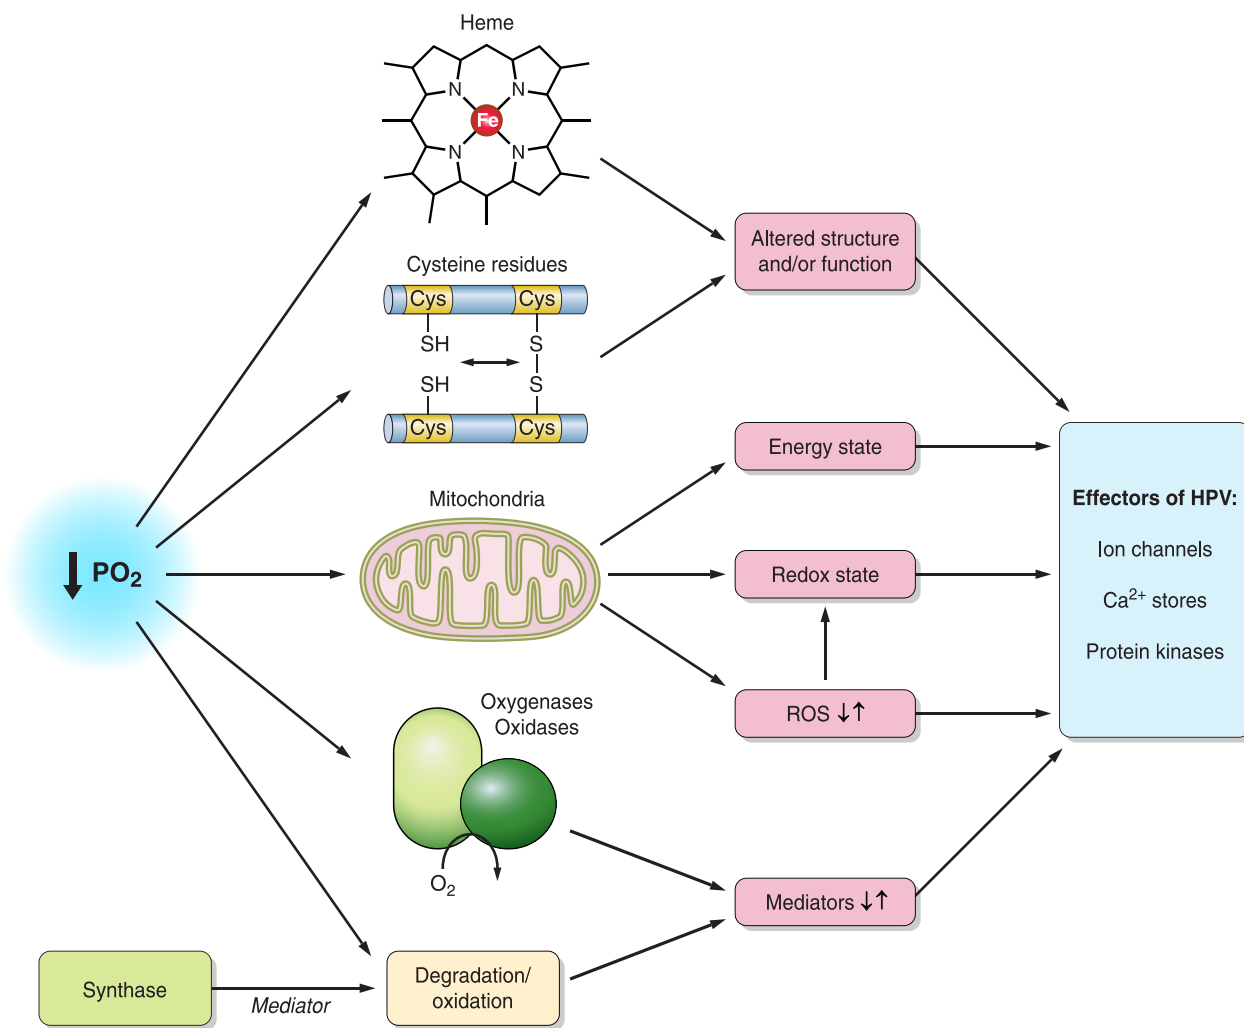 Heme
N
N
Fe
N
N
Cysteine residues
Cys
Cys
SH
S
SH
S
Cys
Cys
Altered structure
and/or function
Energy state
Mitochondria
Effectors of HPV:
Ion channels
Ca²⁺ stores
Protein kinases
↓ PO₂
Redox state
ROS ↓↑
Oxygenases
Oxidases
O₂
Mediators ↓↑
Synthase
Mediator
Degradation/
oxidation